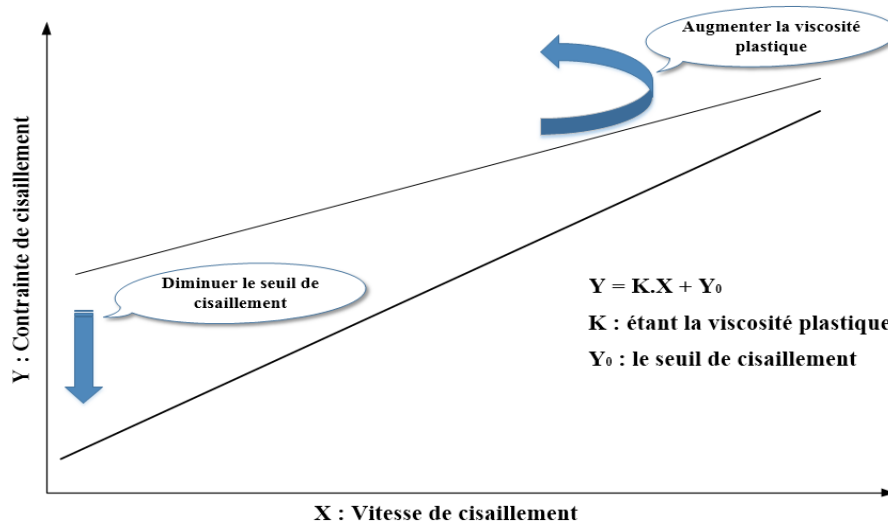 Augmenter la viscosité
plastique
Y : Contrainte de cisaillement
Diminuer le seuil de
cisaillement
Y = K.X + Y₀
K : étant la viscosité plastique
Y₀ : le seuil de cisaillement
X : Vitesse de cisaillement